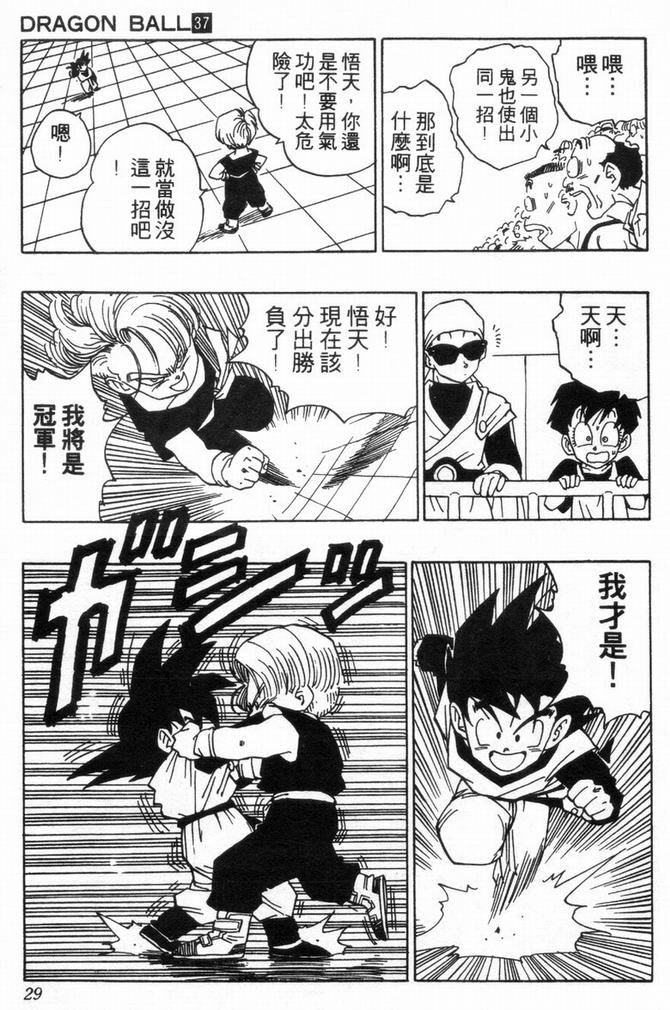 DRAGON BALL 37
喂…
喂…
另一個小
鬼也使出
同一招！
那到底是
什麼啊…
悟天，你還
是不要用氣
功吧！太危
險了！
嗯！
就當做沒
這一招吧
！
天…
天啊…
好！
悟天！
現在該
分出勝
負了！
我將是
冠軍！
我才是！
ガシーッ
29